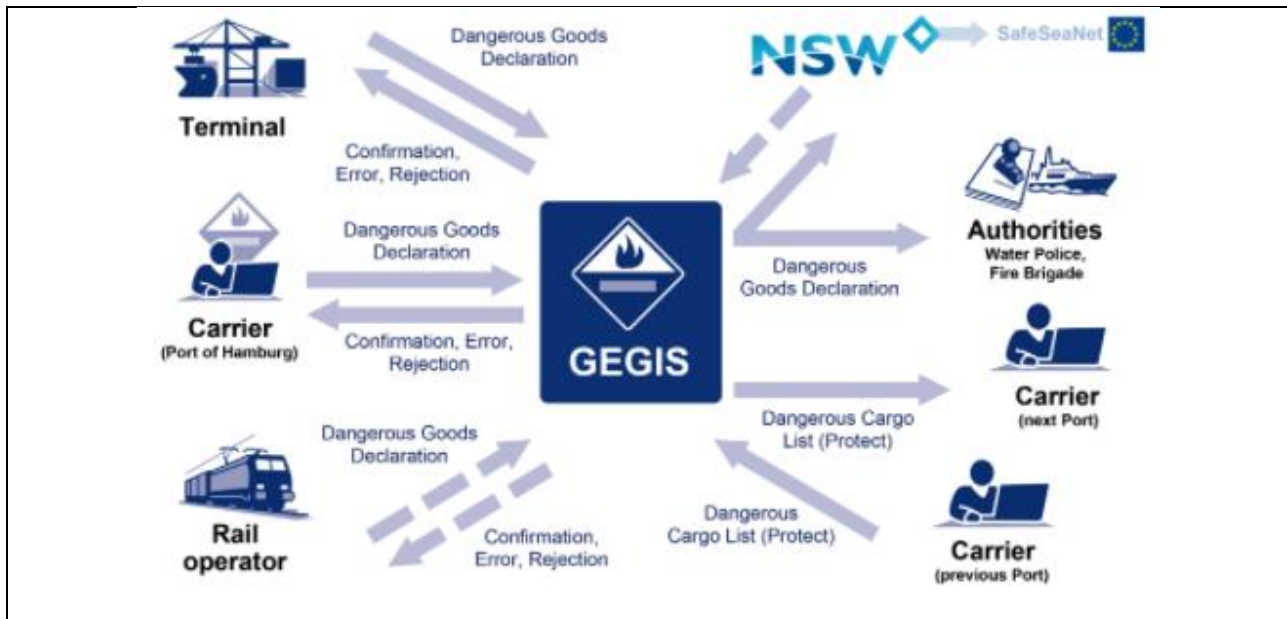 Dangerous Goods
Declaration
NSW
SafeSeaNet
Terminal
Confirmation,
Error, Rejection
Dangerous Goods
Declaration
Authorities
Water Police,
Fire Brigade
Dangerous
Goods Declaration
Carrier
(Port of Hamburg)
Confirmation, Error,
Rejection
GEGIS
Carrier
(next Port)
Dangerous Cargo
List (Protect)
Dangerous Goods
Declaration
Rail
operator
Confirmation,
Error, Rejection
Dangerous
Cargo List (Protect)
Carrier
(previous Port)